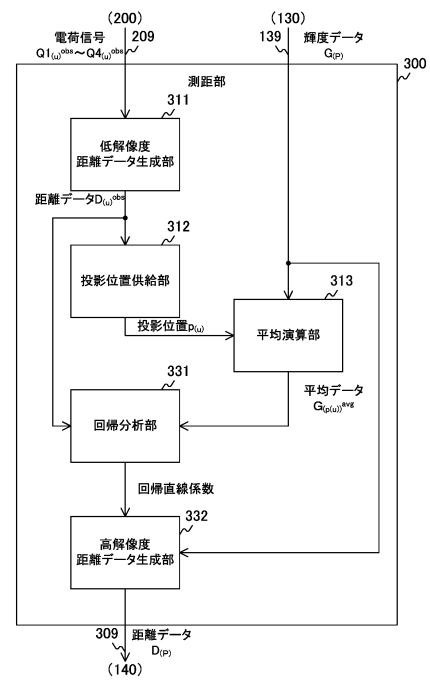 (200)
(130)
電荷信号
209
Q1(u)obs～Q4(u)obs
139
輝度データ
G(P)
300
測距部
311
低解像度
距離データ生成部
距離データD(u)obs
312
投影位置供給部
313
投影位置p(u)
平均演算部
331
平均データ
G(p(u))avg
回帰分析部
回帰直線係数
332
高解像度
距離データ生成部
309
距離データ
D(P)
(140)